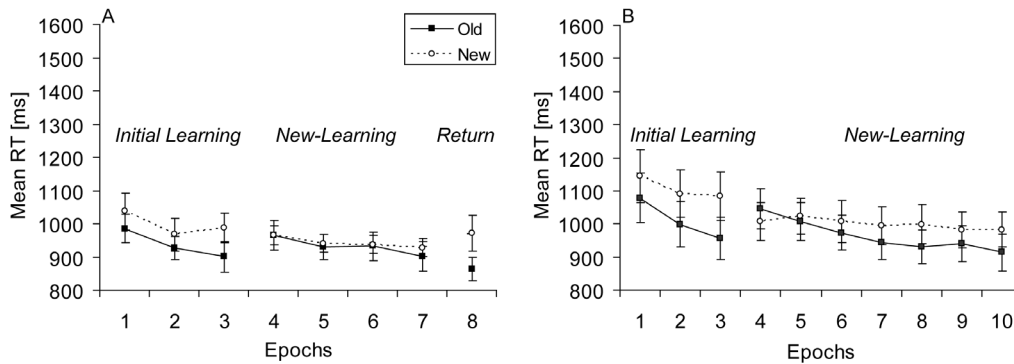 A
Mean RT [ms]
1600
1500
1400
1300
1200
1100
1000
900
800
Old
New
Initial Learning
New-Learning
Return
1 2 3 4 5 6 7 8
Epochs
B
Mean RT [ms]
1600
1500
1400
1300
1200
1100
1000
900
800
Initial Learning
New-Learning
1 2 3 4 5 6 7 8 9 10
Epochs